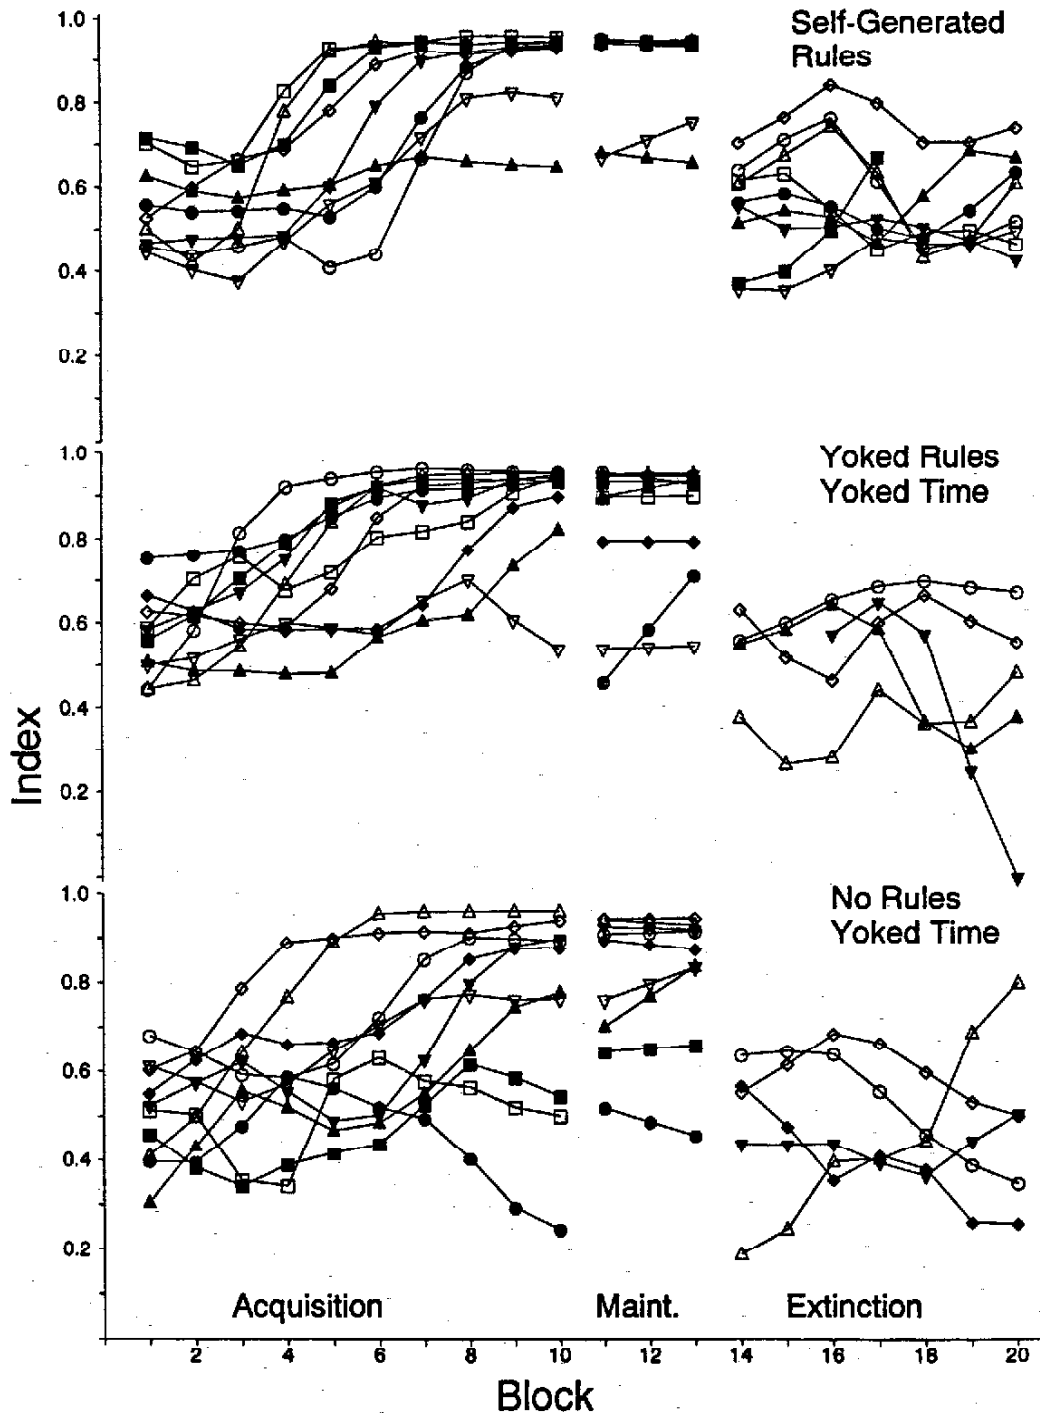 1.0
Self-Generated
Rules
0.8
0.6
0.4
0.2
1.0
Yoked Rules
Yoked Time
0.8
0.6
0.4
0.2
Index
1.0
No Rules
Yoked Time
0.8
0.6
0.4
0.2
Acquisition Maint. Extinction
2 4 6 8 10 12 14 16 18 20
Block